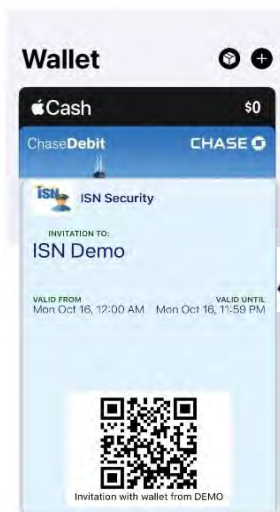 Wallet
Cash $0
ChaseDebit CHASE
ISN ISN Security
INVITATION TO:
ISN Demo
VALID FROM VALID UNTIL
Mon Oct 16, 12:00 AM Mon Oct 16, 11:59 PM
Invitation with wallet from DEMO